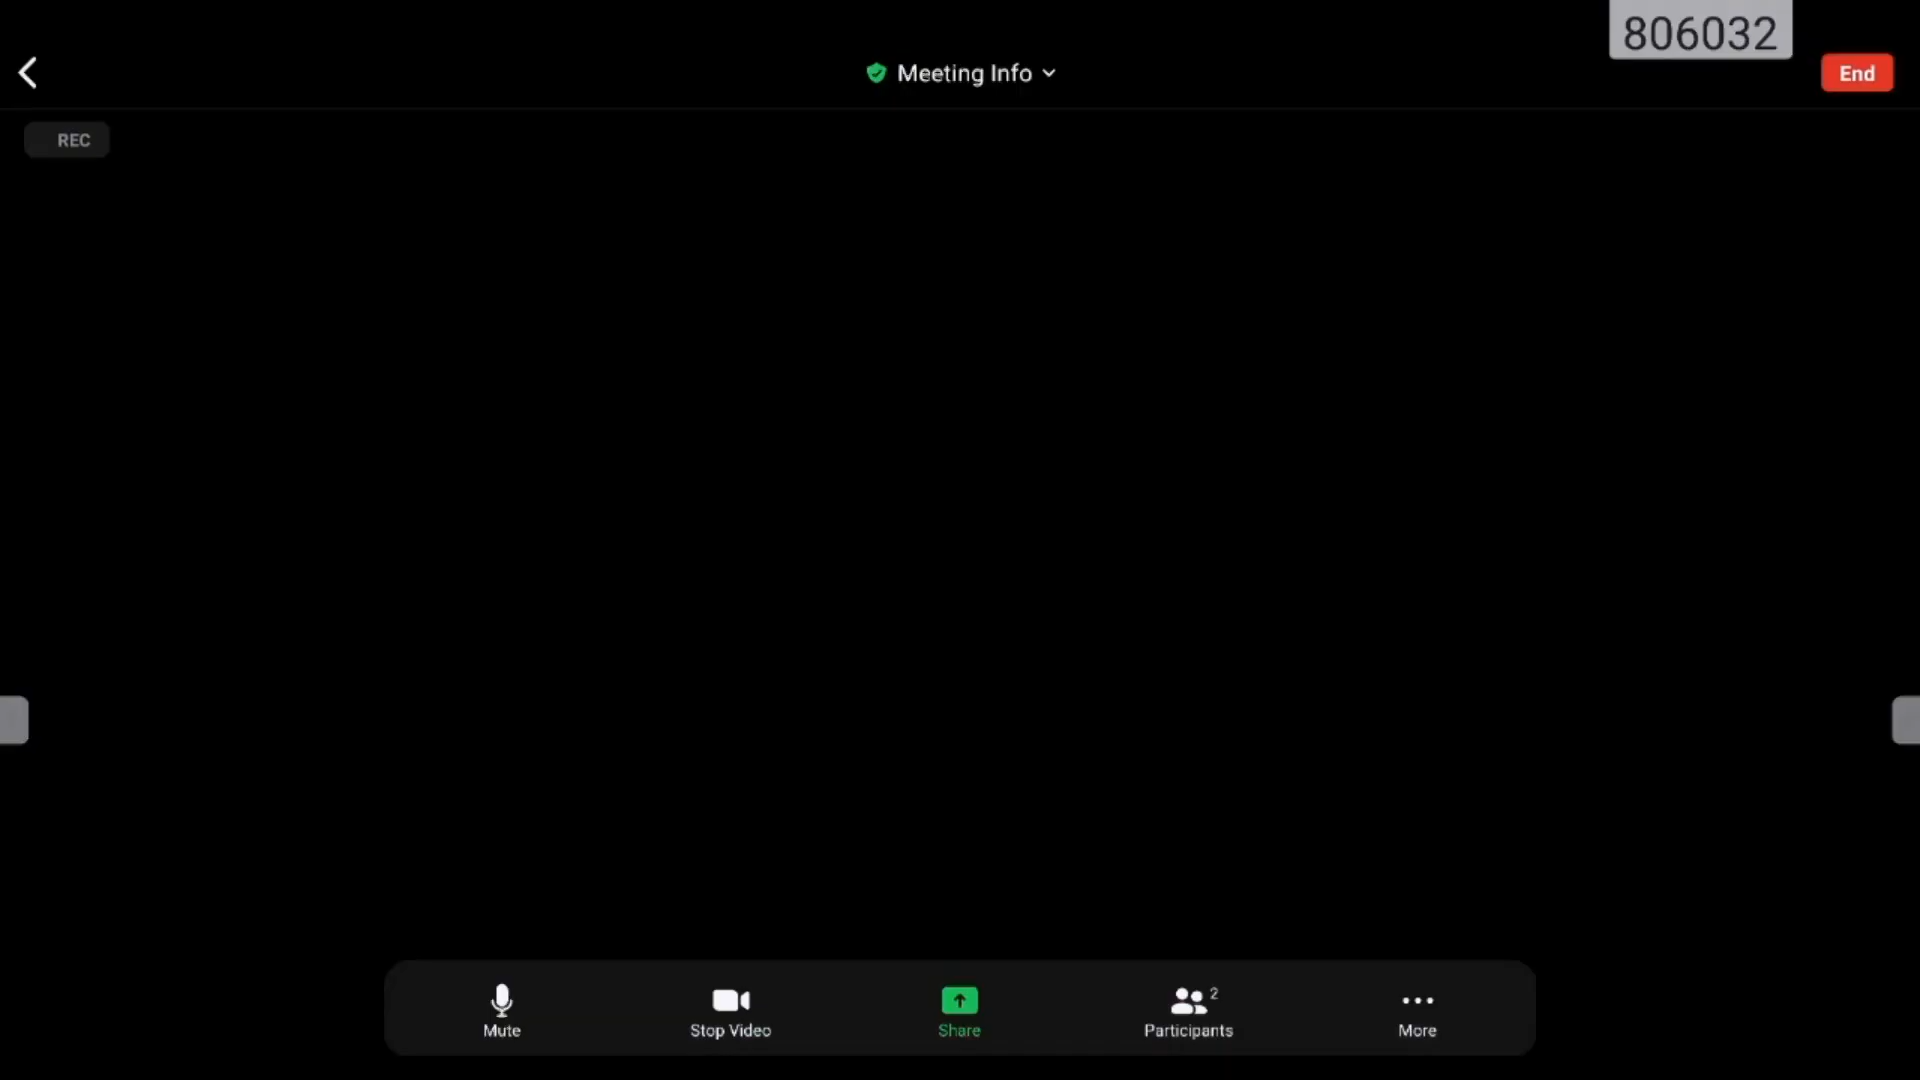 806032
Meeting Info
End
REC
2
Mute
Stop Video
Share
Participants
More